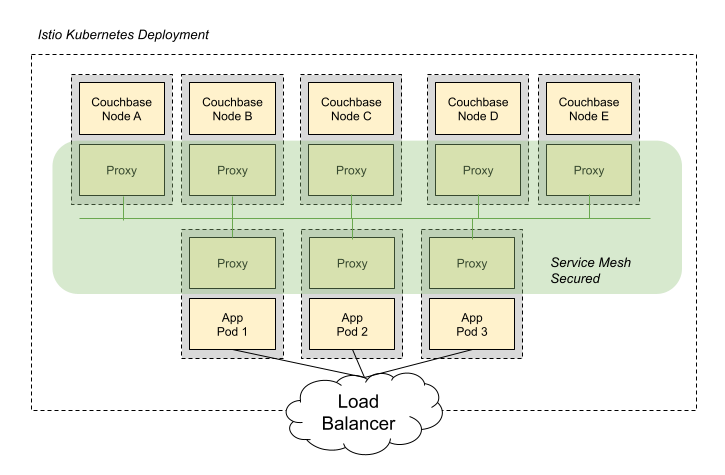 Istio Kubernetes Deployment
Couchbase
Node A
Couchbase
Node B
Couchbase
Node C
Couchbase
Node D
Couchbase
Node E
Proxy
Proxy
Proxy
Proxy
Proxy
Proxy
Proxy
Proxy
Service Mesh
Secured
App
Pod 1
App
Pod 2
App
Pod 3
Load
Balancer